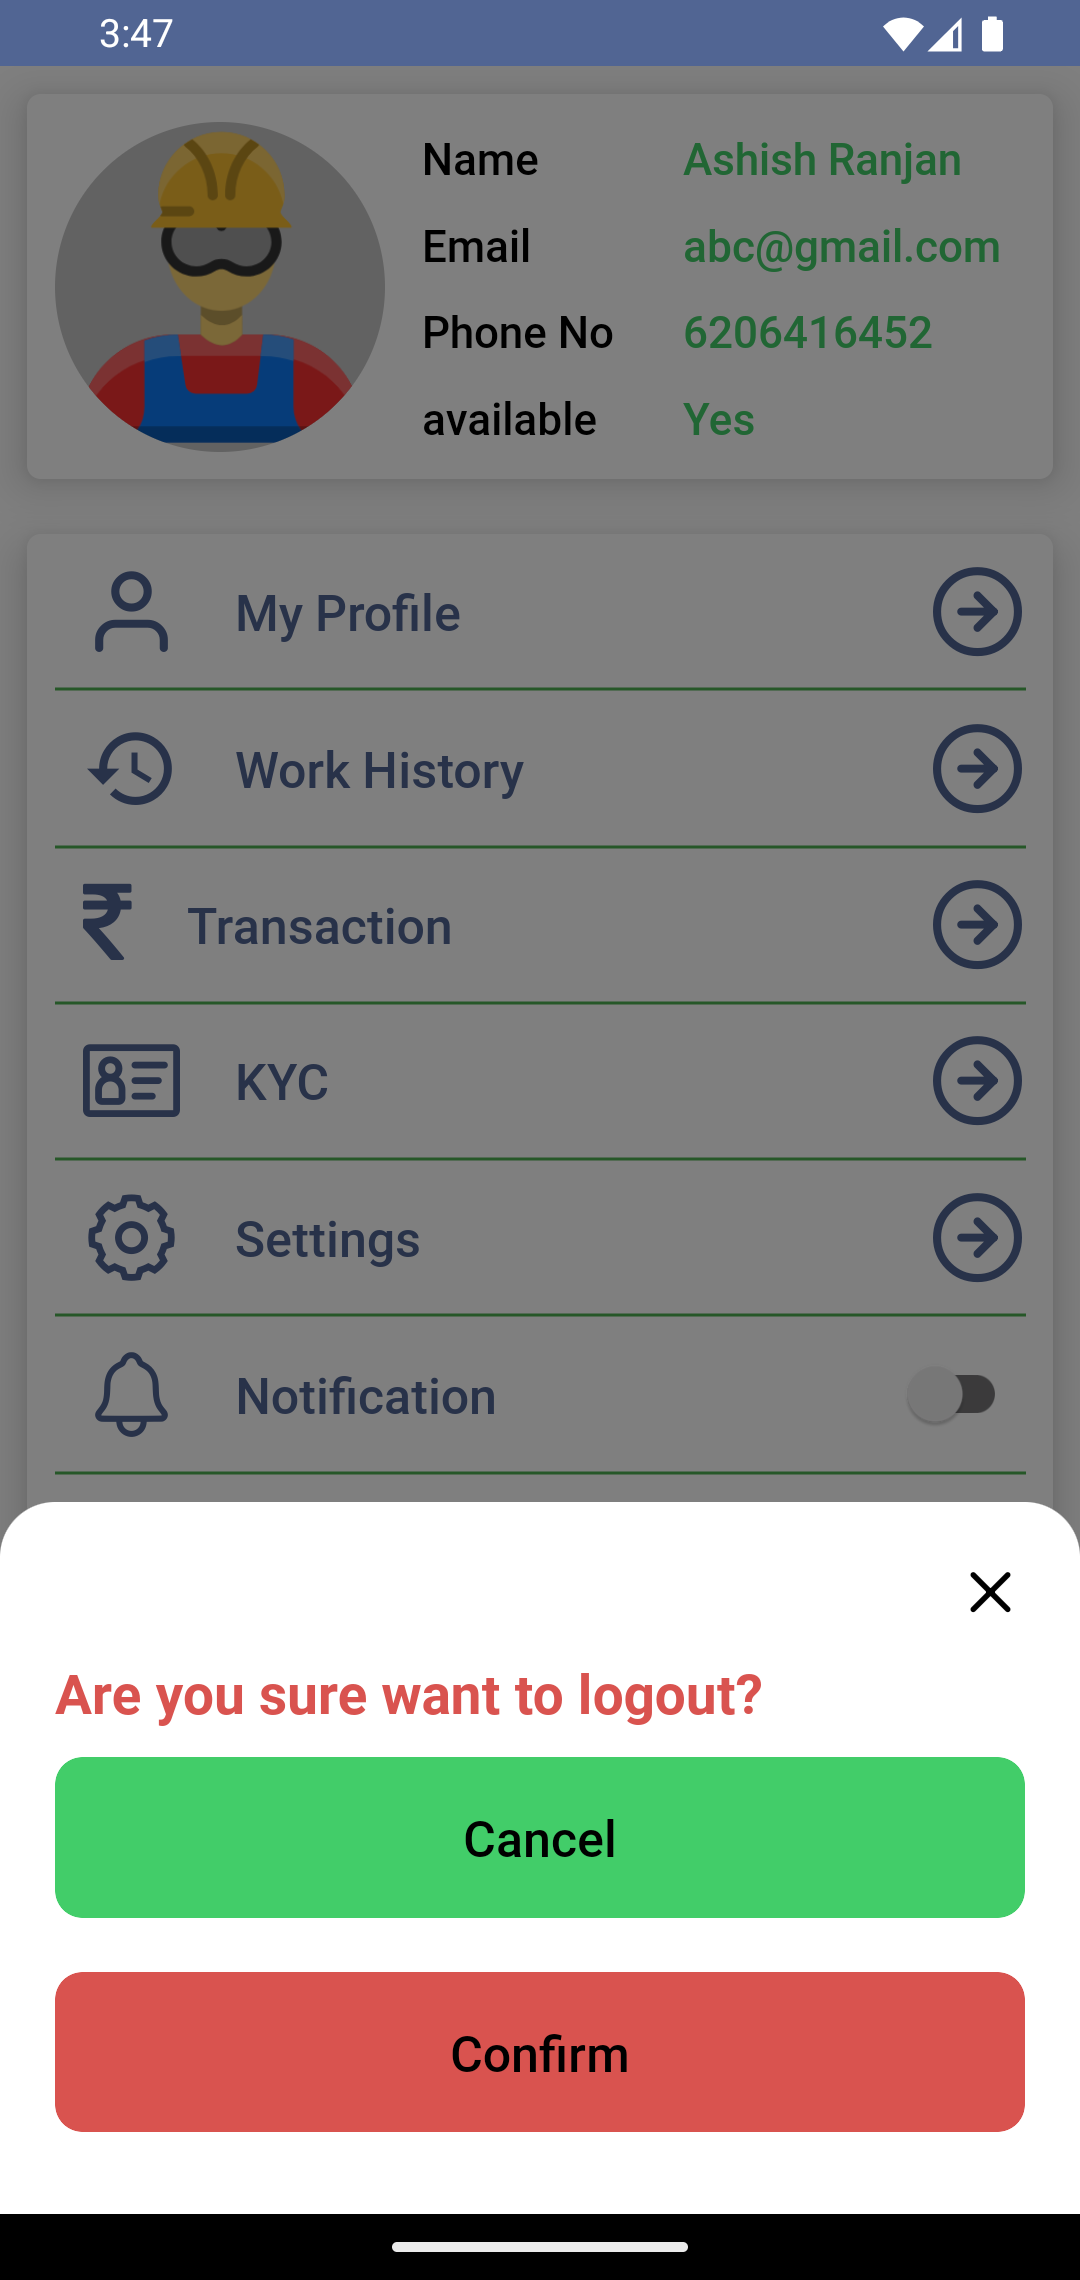 3:47
Name Ashish Ranjan
Email abc@gmail.com
Phone No 6206416452
available Yes
My Profile
Work History
Transaction
KYC
Settings
Notification
Are you sure want to logout?
Cancel
Confirm